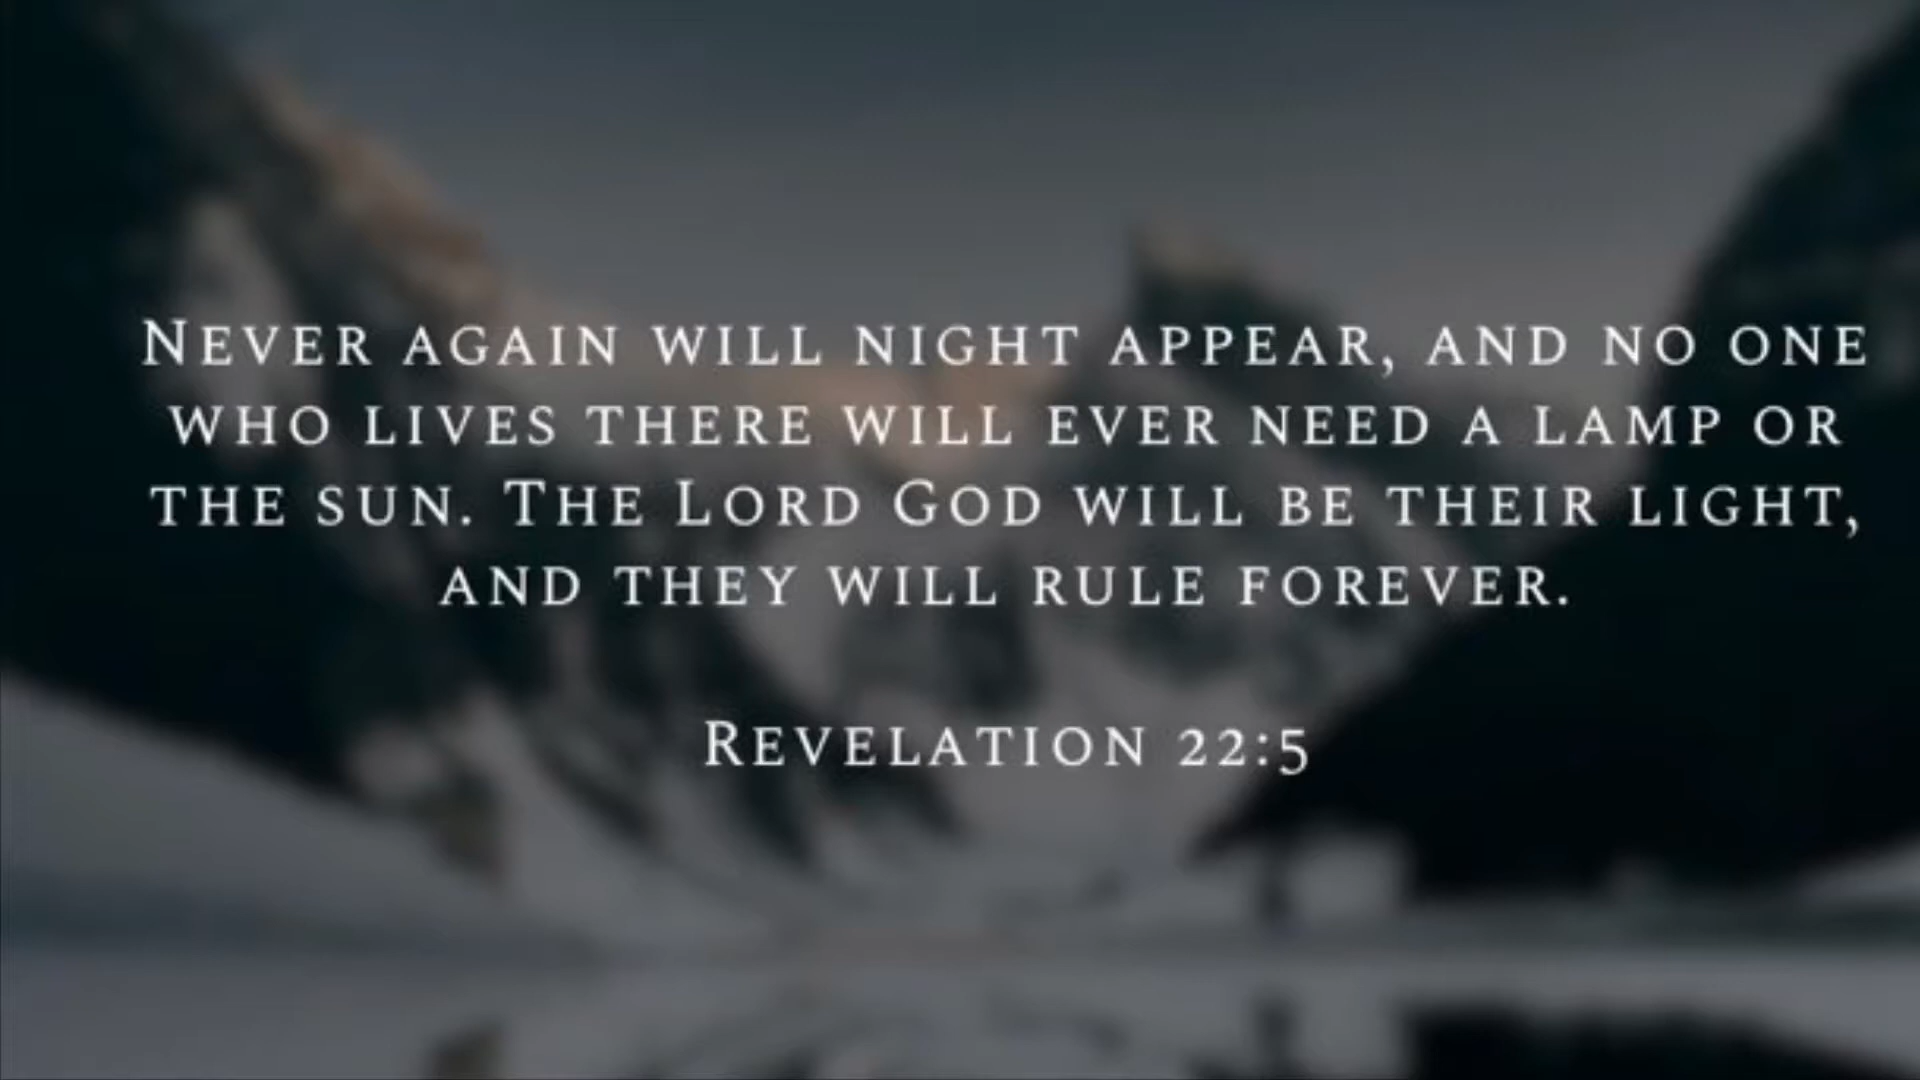 Never again will night appear, and no one
who lives there will ever need a lamp or
the sun. The Lord God will be their light,
and they will rule forever.
Revelation 22:5